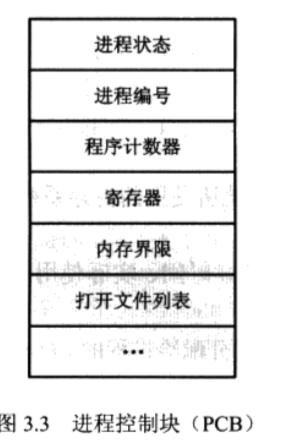 进程状态
进程编号
程序计数器
寄存器
内存界限
打开文件列表
...
图 3.3 进程控制块（PCB）